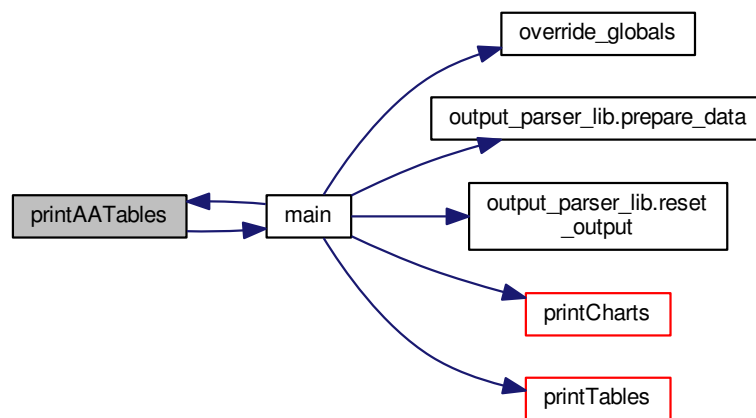 override_globals
output_parser_lib.prepare_data
printAATables
main
output_parser_lib.reset
_output
printCharts
printTables